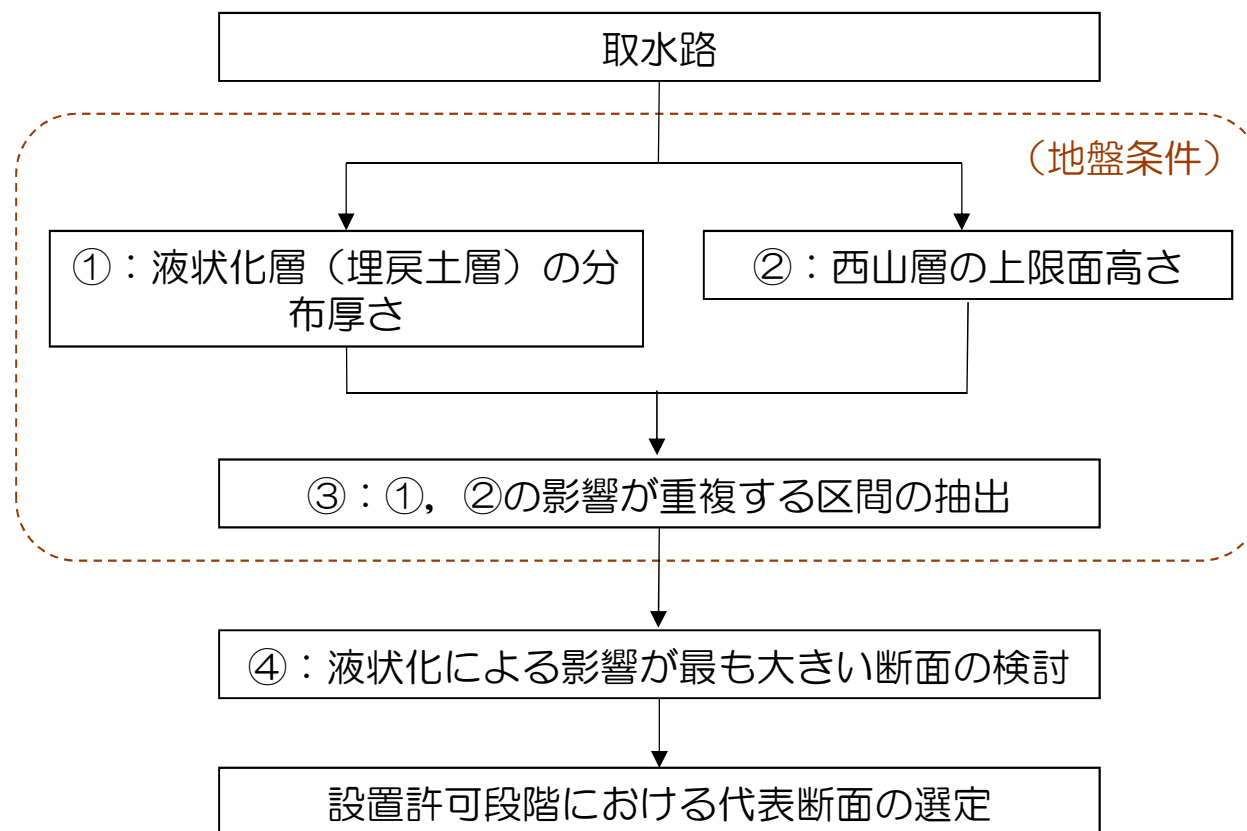 取水路
（地盤条件）
①：液状化層（埋戻土層）の分
布厚さ
②：西山層の上限面高さ
③：①，②の影響が重複する区間の抽出
④：液状化による影響が最も大きい断面の検討
設置許可段階における代表断面の選定